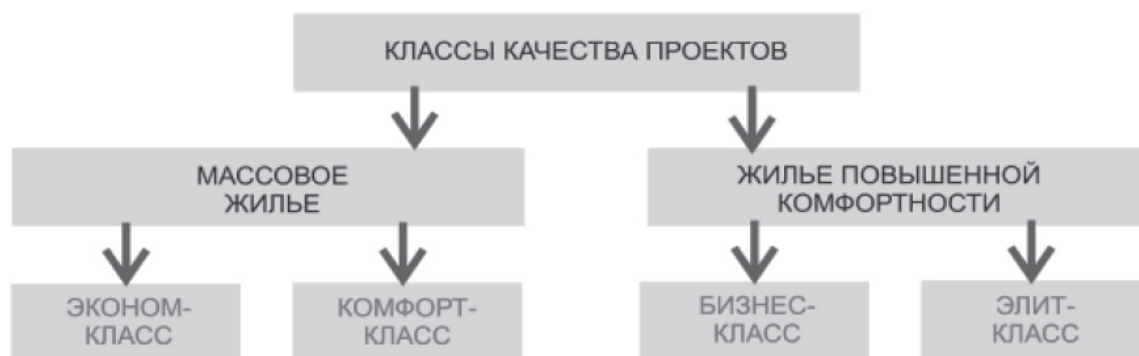 КЛАССЫ КАЧЕСТВА ПРОЕКТОВ
МАССОВОЕ
ЖИЛЬЕ
ЖИЛЬЕ ПОВЫШЕННОЙ
КОМФОРТНОСТИ
ЭКОНОМ-
КЛАСС
КОМФОРТ-
КЛАСС
БИЗНЕС-
КЛАСС
ЭЛИТ-
КЛАСС